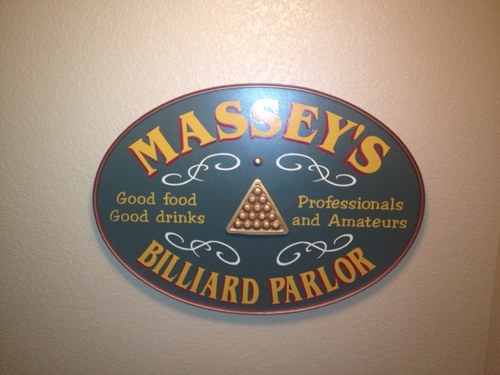 MASSEY'S
Good food
Good drinks
Professionals
and Amateurs
BILLIARD PARLOR